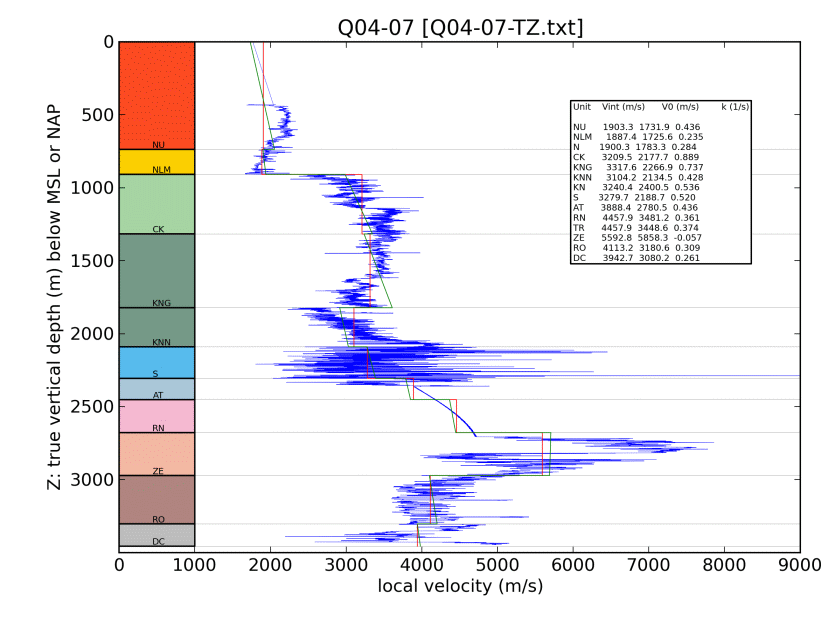 Q04-07 [Q04-07-TZ.txt]
0
500
1000
1500
2000
2500
3000
Z: true vertical depth (m) below MSL or NAP
NU
NLM
CK
KNG
KNN
S
AT
RN
ZE
RO
DC
Unit Vint (m/s) V0 (m/s) k (1/s)
NU 1903.3 1731.9 0.436
NLM 1887.4 1725.6 0.235
N 1900.3 1783.3 0.284
CK 3209.5 2177.7 0.889
KNG 3317.6 2266.9 0.737
KNN 3104.2 2134.5 0.428
KN 3240.4 2400.5 0.536
S 3279.7 2188.7 0.520
AT 3888.4 2780.5 0.436
RN 4457.9 3481.2 0.361
TR 4457.9 3448.6 0.374
ZE 5592.8 5858.3 -0.057
RO 4113.2 3180.6 0.309
DC 3942.7 3080.2 0.261
0 1000 2000 3000 4000 5000 6000 7000 8000 9000
local velocity (m/s)